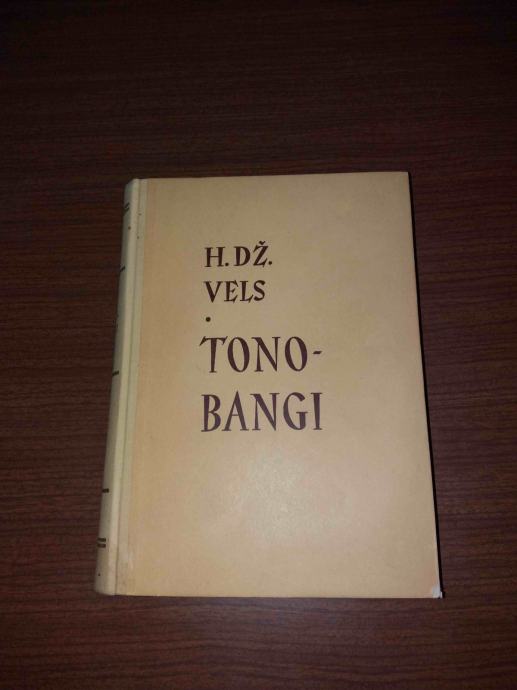 H. DŽ.
VELS
•
TONO-
BANGI